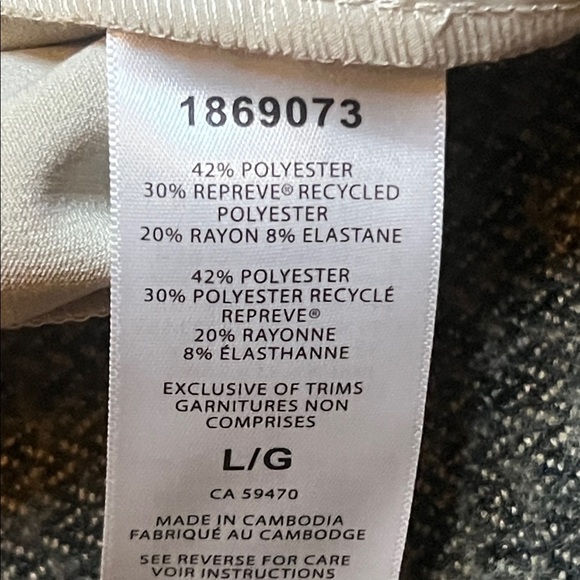 1869073
42% POLYESTER
30% REPREVE® RECYCLED
POLYESTER
20% RAYON 8% ELASTANE
42% POLYESTER
30% POLYESTER RECYCLÉ
REPREVE®
20% RAYONNE
8% ÉLASTHANNE
EXCLUSIVE OF TRIMS
GARNITURES NON
COMPRISES
L/G
CA 59470
MADE IN CAMBODIA
FABRIQUÉ AU CAMBODGE
SEE REVERSE FOR CARE
VOIR INSTRUCTIONS